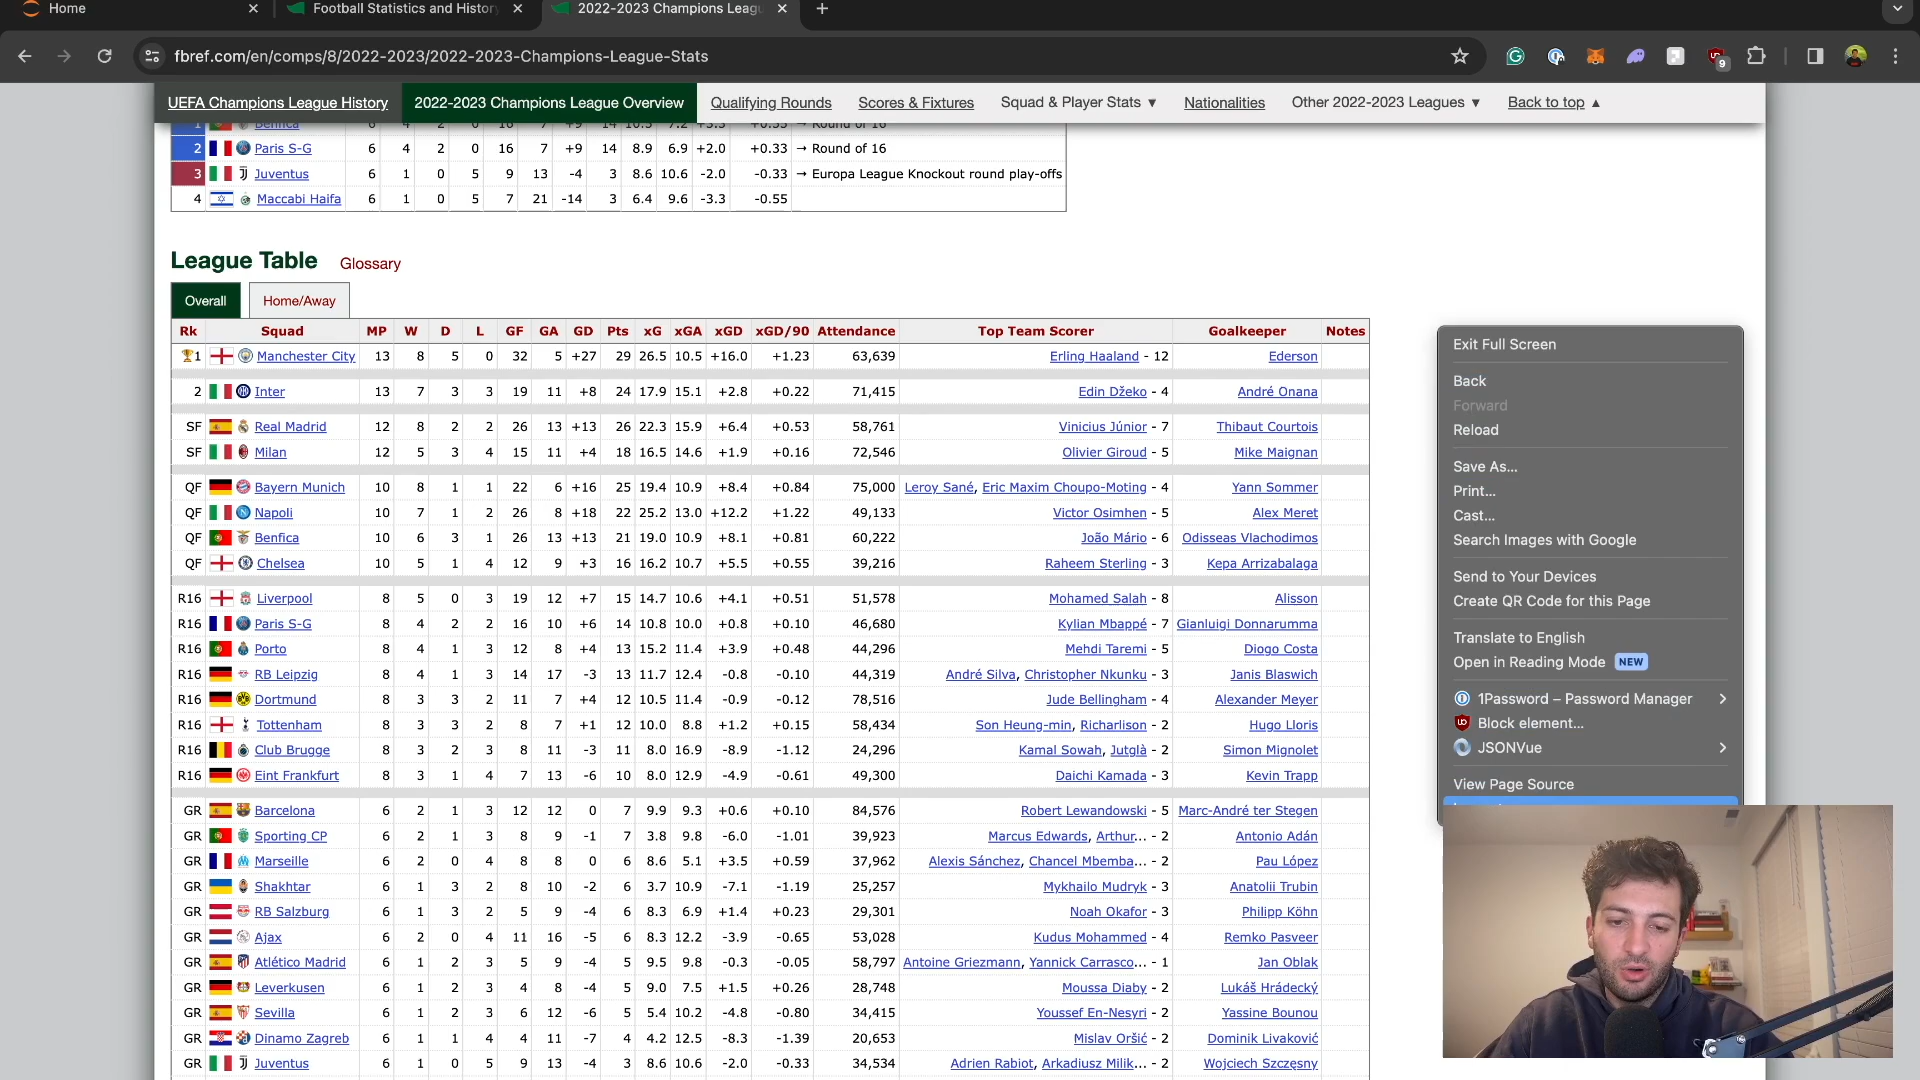 Home
Football Statistics and History
2022-2023 Champions Leag
fbref.com/en/comps/8/2022-2023/2022-2023-Champions-League-Stats
9
UEFA Champions League History 2022-2023 Champions League Overview Qualifying Rounds Scores & Fixtures Squad & Player Stats ▼ Nationalities Other 2022-2023 Leagues ▼ Back to top ▲
1 Benfica 6 4 2 0 16 7 +9 14 10.5 7.2 +3.3 +0.55 → Round of 16
2 Paris S-G 6 4 2 0 16 7 +9 14 8.9 6.9 +2.0 +0.33 → Round of 16
3 Juventus 6 1 0 5 9 13 -4 3 8.6 10.6 -2.0 -0.33 → Europa League Knockout round play-offs
4 Maccabi Haifa 6 1 0 5 7 21 -14 3 6.4 9.6 -3.3 -0.55
League Table Glossary
Overall Home/Away
Rk Squad MP W D L GF GA GD Pts xG xGA xGD xGD/90 Attendance Top Team Scorer Goalkeeper Notes
1 Manchester City 13 8 5 0 32 5 +27 29 26.5 10.5 +16.0 +1.23 63,639 Erling Haaland - 12 Ederson
2 Inter 13 7 3 3 19 11 +8 24 17.9 15.1 +2.8 +0.22 71,415 Edin Džeko - 4 André Onana
SF Real Madrid 12 8 2 2 26 13 +13 26 22.3 15.9 +6.4 +0.53 58,761 Vinicius Júnior - 7 Thibaut Courtois
SF Milan 12 5 3 4 15 11 +4 18 16.5 14.6 +1.9 +0.16 72,546 Olivier Giroud - 5 Mike Maignan
QF Bayern Munich 10 8 1 1 22 6 +16 25 19.4 10.9 +8.4 +0.84 75,000 Leroy Sané, Eric Maxim Choupo-Moting - 4 Yann Sommer
QF Napoli 10 7 1 2 26 8 +18 22 25.2 13.0 +12.2 +1.22 49,133 Victor Osimhen - 5 Alex Meret
QF Benfica 10 6 3 1 26 13 +13 21 19.0 10.9 +8.1 +0.81 60,222 João Mário - 6 Odisseas Vlachodimos
QF Chelsea 10 5 1 4 12 9 +3 16 16.2 10.7 +5.5 +0.55 39,216 Raheem Sterling - 3 Kepa Arrizabalaga
R16 Liverpool 8 5 0 3 19 12 +7 15 14.7 10.6 +4.1 +0.51 51,578 Mohamed Salah - 8 Alisson
R16 Paris S-G 8 4 2 2 16 10 +6 14 10.8 10.0 +0.8 +0.10 46,680 Kylian Mbappé - 7 Gianluigi Donnarumma
R16 Porto 8 4 1 3 12 8 +4 13 15.2 11.4 +3.9 +0.48 44,296 Mehdi Taremi - 5 Diogo Costa
R16 RB Leipzig 8 4 1 3 14 17 -3 13 11.7 12.4 -0.8 -0.10 44,319 André Silva, Christopher Nkunku - 3 Janis Blaswich
R16 Dortmund 8 3 3 2 11 7 +4 12 10.5 11.4 -0.9 -0.12 78,516 Jude Bellingham - 4 Alexander Meyer
R16 Tottenham 8 3 3 2 8 7 +1 12 10.0 8.8 +1.2 +0.15 58,434 Son Heung-min, Richarlison - 2 Hugo Lloris
R16 Club Brugge 8 3 2 3 8 11 -3 11 8.0 16.9 -8.9 -1.12 24,296 Kamal Sowah, Jutglà - 2 Simon Mignolet
R16 Eint Frankfurt 8 3 1 4 7 13 -6 10 8.0 12.9 -4.9 -0.61 49,300 Daichi Kamada - 3 Kevin Trapp
GR Barcelona 6 2 1 3 12 12 0 7 9.9 9.3 +0.6 +0.10 84,576 Robert Lewandowski - 5 Marc-André ter Stegen
GR Sporting CP 6 2 1 3 8 9 -1 7 3.8 9.8 -6.0 -1.01 39,923 Marcus Edwards, Arthur... - 2 Antonio Adán
GR Marseille 6 2 0 4 8 8 0 6 8.6 5.1 +3.5 +0.59 37,962 Alexis Sánchez, Chancel Mbemba... - 2 Pau López
GR Shakhtar 6 1 3 2 8 10 -2 6 3.7 10.9 -7.1 -1.19 25,257 Mykhailo Mudryk - 3 Anatolii Trubin
GR RB Salzburg 6 1 3 2 5 9 -4 6 8.3 6.9 +1.4 +0.23 29,301 Noah Okafor - 3 Philipp Köhn
GR Ajax 6 2 0 4 11 16 -5 6 8.3 12.2 -3.9 -0.65 53,028 Kudus Mohammed - 4 Remko Pasveer
GR Atlético Madrid 6 1 2 3 5 9 -4 5 9.5 9.8 -0.3 -0.05 58,797 Antoine Griezmann, Yannick Carrasco... - 1 Jan Oblak
GR Leverkusen 6 1 2 3 4 8 -4 5 9.0 7.5 +1.5 +0.26 28,748 Moussa Diaby - 2 Lukáš Hrádecký
GR Sevilla 6 1 2 3 6 12 -6 5 5.4 10.2 -4.8 -0.80 34,415 Youssef En-Nesyri - 2 Yassine Bounou
GR Dinamo Zagreb 6 1 1 4 4 11 -7 4 4.2 12.5 -8.3 -1.39 20,653 Mislav Oršić - 2 Dominik Livaković
GR Juventus 6 1 0 5 9 13 -4 3 8.6 10.6 -2.0 -0.33 34,534 Adrien Rabiot, Arkadiusz Milik... - 2 Wojciech Szczęsny
Exit Full Screen
Back
Forward
Reload
Save As...
Print...
Cast...
Search Images with Google
Send to Your Devices
Create QR Code for this Page
Translate to English
Open in Reading Mode NEW
1Password – Password Manager
Block element...
JSONVue
View Page Source